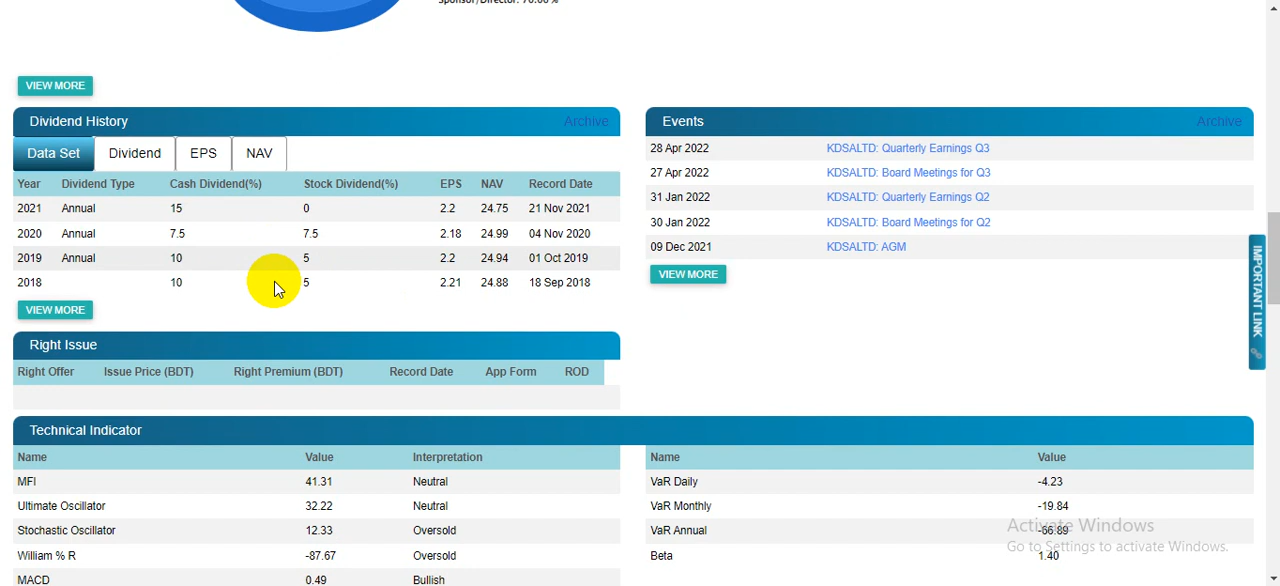 Sponsor/Director: 70.00%
VIEW MORE
Dividend History Archive
Data Set Dividend EPS NAV
Year Dividend Type Cash Dividend(%) Stock Dividend(%) EPS NAV Record Date
2021 Annual 15 0 2.2 24.75 21 Nov 2021
2020 Annual 7.5 7.5 2.18 24.99 04 Nov 2020
2019 Annual 10 5 2.2 24.94 01 Oct 2019
2018 10 5 2.21 24.88 18 Sep 2018
VIEW MORE
Events Archive
28 Apr 2022 KDSALTD: Quarterly Earnings Q3
27 Apr 2022 KDSALTD: Board Meetings for Q3
31 Jan 2022 KDSALTD: Quarterly Earnings Q2
30 Jan 2022 KDSALTD: Board Meetings for Q2
09 Dec 2021 KDSALTD: AGM
VIEW MORE
IMPORTANT LINK
Right Issue
Right Offer Issue Price (BDT) Right Premium (BDT) Record Date App Form ROD
Technical Indicator
Name Value Interpretation
MFI 41.31 Neutral
Ultimate Oscillator 32.22 Neutral
Stochastic Oscillator 12.33 Oversold
William % R -87.67 Oversold
MACD 0.49 Bullish
Name Value
VaR Daily -4.23
VaR Monthly -19.84
VaR Annual -66.89
Beta 1.40
Activate Windows
Go to Settings to activate Windows.